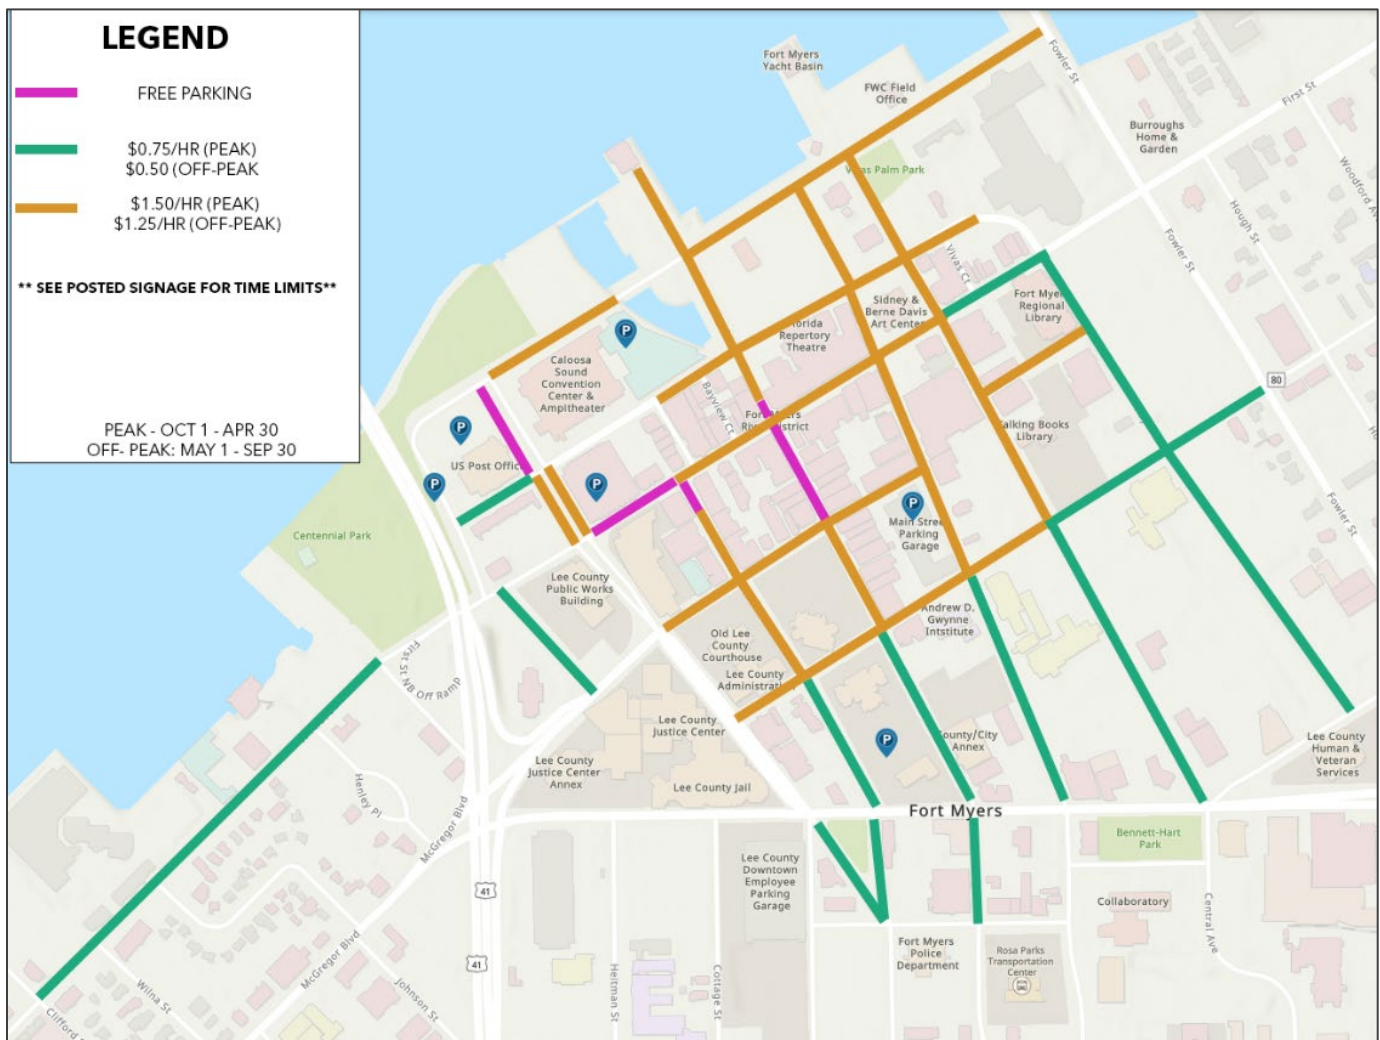 LEGEND
FREE PARKING
$0.75/HR (PEAK)
$0.50 (OFF-PEAK
$1.50/HR (PEAK)
$1.25/HR (OFF-PEAK)
** SEE POSTED SIGNAGE FOR TIME LIMITS**
PEAK - OCT 1 - APR 30
OFF- PEAK: MAY 1 - SEP 30
Fort Myers
Yacht Basin
FWC Field
Office
Fowler St
First St
Burroughs
Home &
Garden
Woodford Av
Hough St
Fowler St
Palm Park
Vivas Ct
Fort Myer
Regional
Library
Sidney &
Berne Davis
Art Center
Repertory
Theatre
P
Caloosa
Sound
Convention
Center &
Ampitheater
Bayview Ct
80
Books
Library
P
US Post Offic
P
P
P
Main Stree
Parking
Garage
Fowler St
Centennial Park
Lee County
Public Works
Building
Andrew D.
Gwynne
Intstitute
Old Lee
County
Courthouse
Lee County
First St NB Off Ramp
Lee County
Justice Center
P
County/City
Annex
Lee County
Human &
Veteran
Services
Lee County
Justice Center
Annex
Lee County Jail
Henley Pl
McGregor Blvd
Fort Myers
Bennett-Hart
Park
Lee County
Downtown
Employee
Parking
Garage
41
Collaboratory
Central Ave
McGregor Blvd
Fort Myers
Police
Department
Rosa Parks
Transportation
Center
41
Wilna St
Johnson St
Heitman St
Cottage St
Clifford